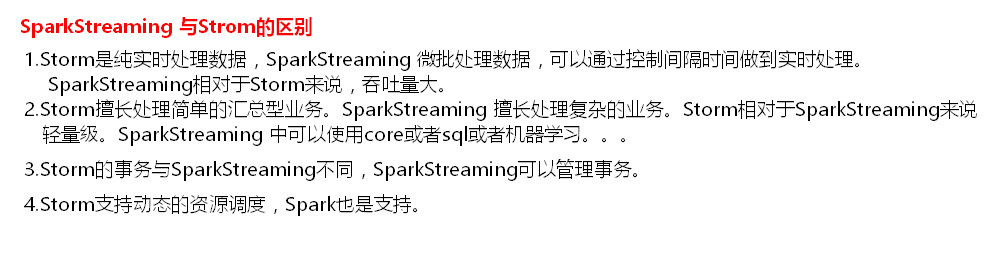 SparkStreaming 与Strom的区别
1.Storm是纯实时处理数据，SparkStreaming 微批处理数据，可以通过控制间隔时间做到实时处理。
SparkStreaming相对于Storm来说，吞吐量大。
2.Storm擅长处理简单的汇总型业务。SparkStreaming 擅长处理复杂的业务。Storm相对于SparkStreaming来说
轻量级。SparkStreaming 中可以使用core或者sql或者机器学习。。。
3.Storm的事务与SparkStreaming不同，SparkStreaming可以管理事务。
4.Storm支持动态的资源调度，Spark也是支持。